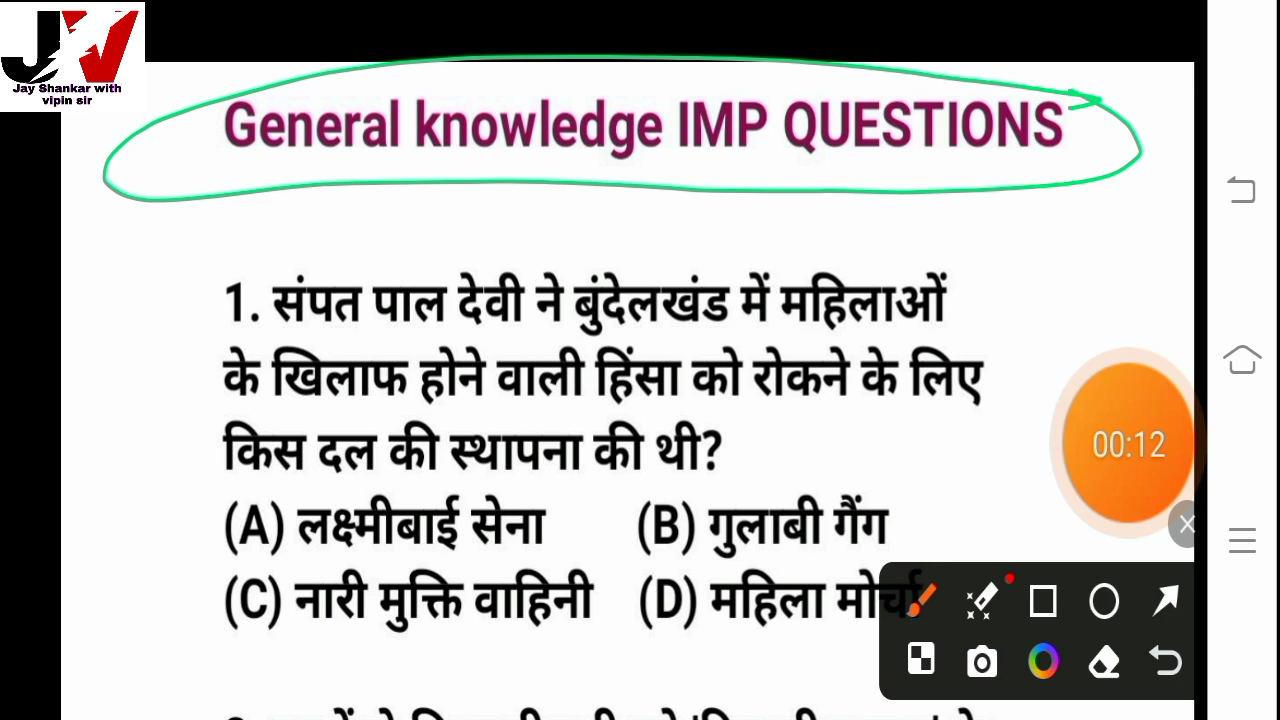 Jay Shankar with
vipin sir
General knowledge IMP QUESTIONS
1. संपत पाल देवी ने बुंदेलखंड में महिलाओं
के खिलाफ होने वाली हिंसा को रोकने के लिए
किस दल की स्थापना की थी?
(A) लक्ष्मीबाई सेना (B) गुलाबी गैंग
(C) नारी मुक्ति वाहिनी (D) महिला मोर्चा
00:12